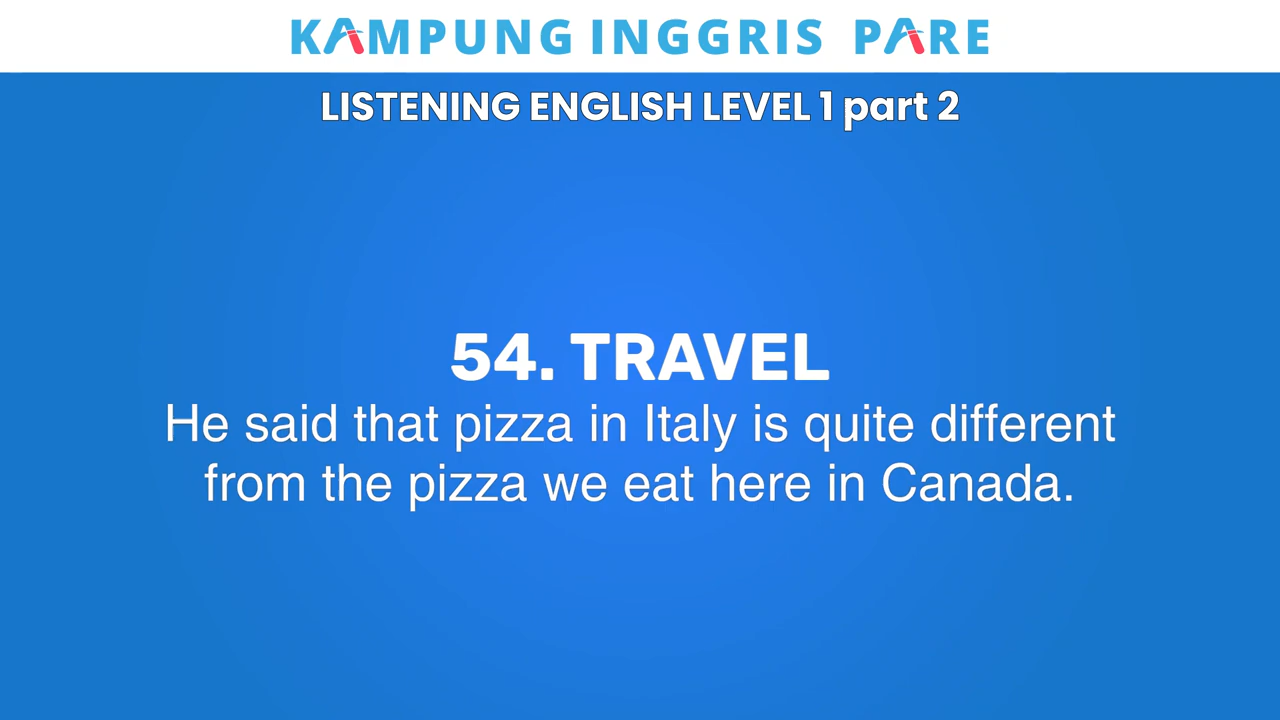 KAMPUNG INGGRIS PARE
LISTENING ENGLISH LEVEL 1 part 2
54. TRAVEL
He said that pizza in Italy is quite different
from the pizza we eat here in Canada.